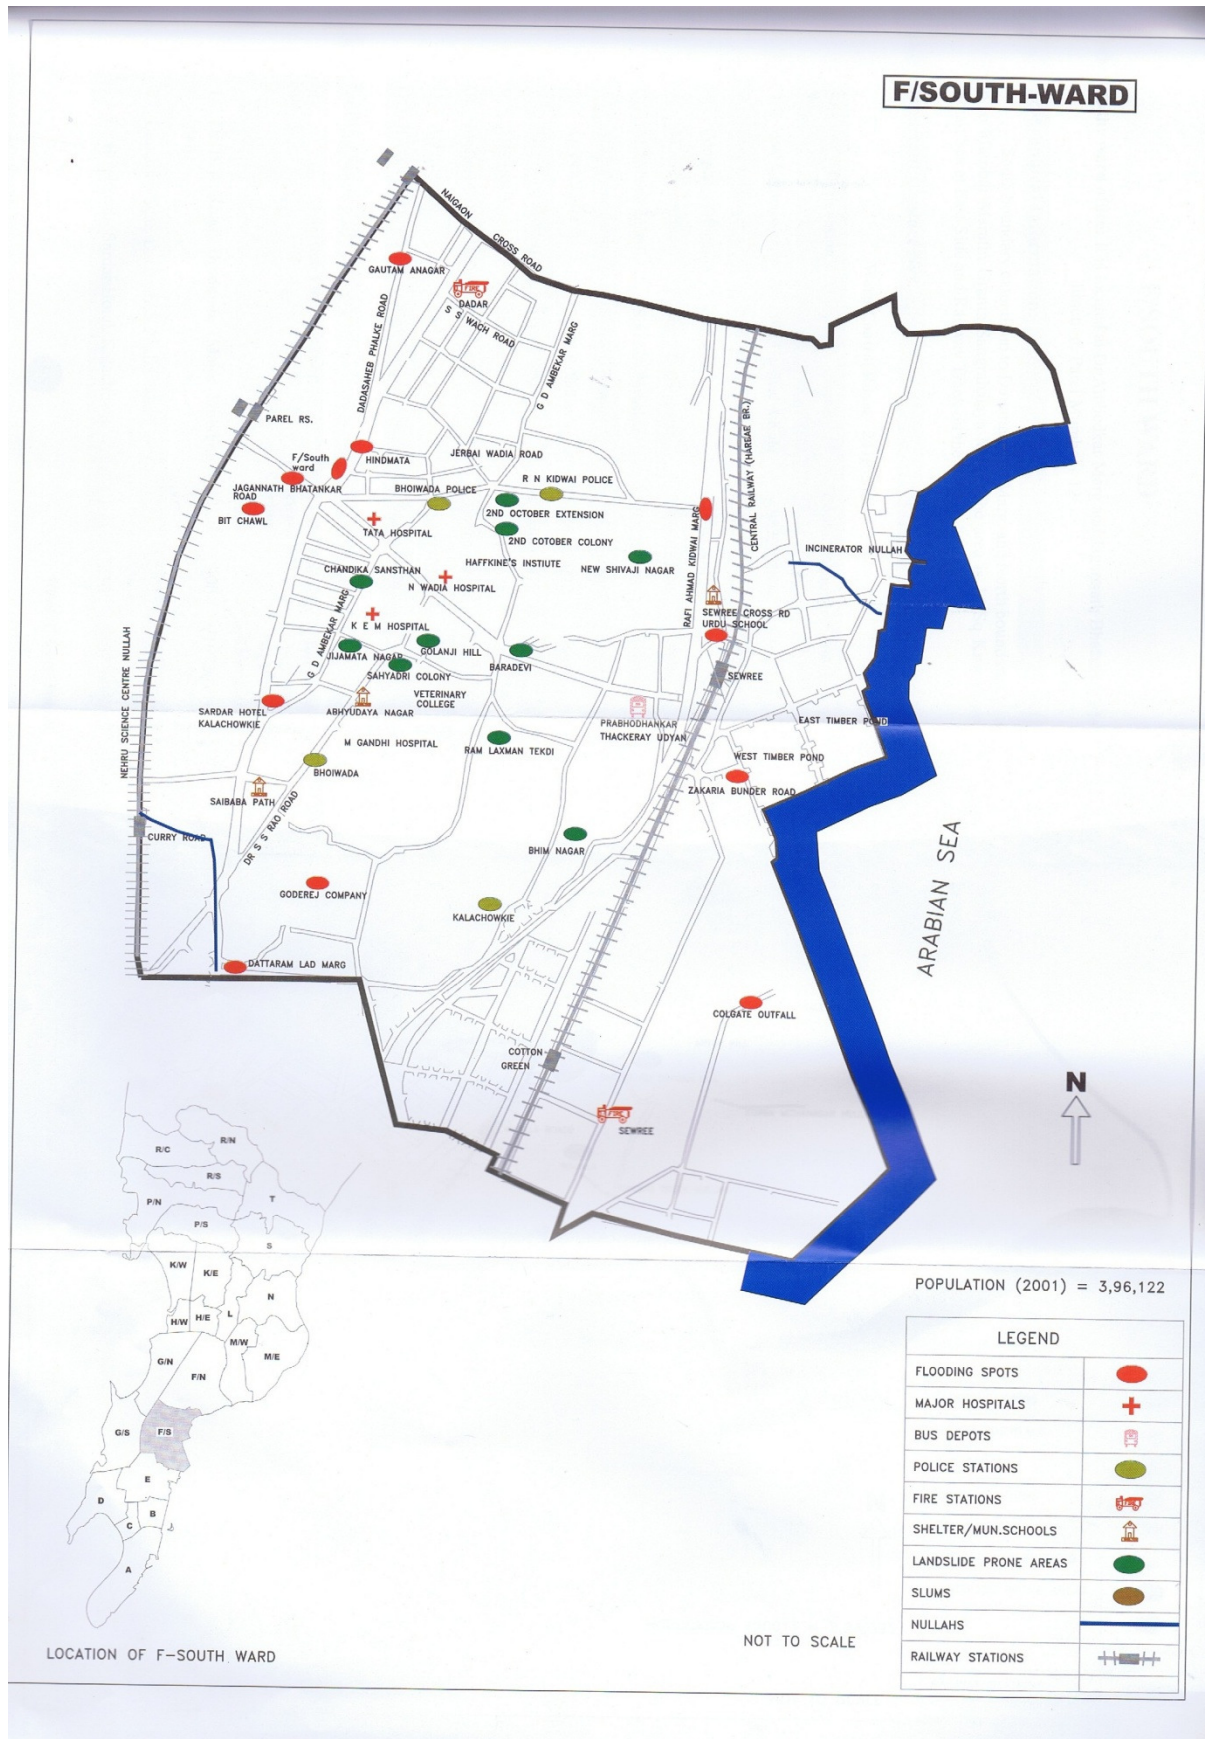 F/SOUTH-WARD
NAIGAON
CROSS ROAD
GAUTAM ANAGAR
FIRE
DADAR
S S WAGH ROAD
DADASAHEB PHALKE ROAD
G D AMBEKAR MARG
PAREL RS.
CENTRAL RAILWAY (HARBAE BR.)
F/South
ward
HINDMATA
JERBAI WADIA ROAD
R N KIDWAI POLICE
JAGANNATH BHATANKAR
ROAD
BHOIWADA POLICE
BIT CHAWL
2ND OCTOBER EXTENSION
TATA HOSPITAL
2ND COTOBER COLONY
RAFI AHMAD KIDWAI MARG
INCINERATOR NULLAH
CHANDIKA SANSTHAN
HAFFKINE'S INSTIUTE
NEW SHIVAJI NAGAR
N WADIA HOSPITAL
G D AMBEKAR MARG
SEWREE CROSS RD
URDU SCHOOL
K E M HOSPITAL
JIJAMATA NAGAR
GOLANJI HILL
BARADEVI
SAHYADRI COLONY
SEWREE
NEHRU SCIENCE CENTRE NULLAH
VETERINARY
COLLEGE
SARDAR HOTEL
KALACHOWKIE
ABHYUDAYA NAGAR
EAST TIMBER POND
PRABHODHANKAR
THACKERAY UDYAN
M GANDHI HOSPITAL
RAM LAXMAN TEKDI
WEST TIMBER POND
BHOIWADA
ZAKARIA BUNDER ROAD
SAIBABA PATH
DR S S RAO ROAD
CURRY ROAD
BHIM NAGAR
ARABIAN SEA
GODEREJ COMPANY
KALACHOWKIE
DATTARAM LAD MARG
COLGATE OUTFALL
COTTON
GREEN
N
FIRE
SEWREE
R/N
R/C
R/S
T
P/N
P/S
S
K/W
K/E
N
H/W
H/E
L
M/W
M/E
G/N
F/N
G/S
F/S
E
D
B
C
A
POPULATION (2001) = 3,96,122
LEGEND
FLOODING SPOTS
MAJOR HOSPITALS
BUS DEPOTS
POLICE STATIONS
FIRE STATIONS
SHELTER/MUN.SCHOOLS
LANDSLIDE PRONE AREAS
SLUMS
NULLAHS
RAILWAY STATIONS
NOT TO SCALE
LOCATION OF F-SOUTH WARD